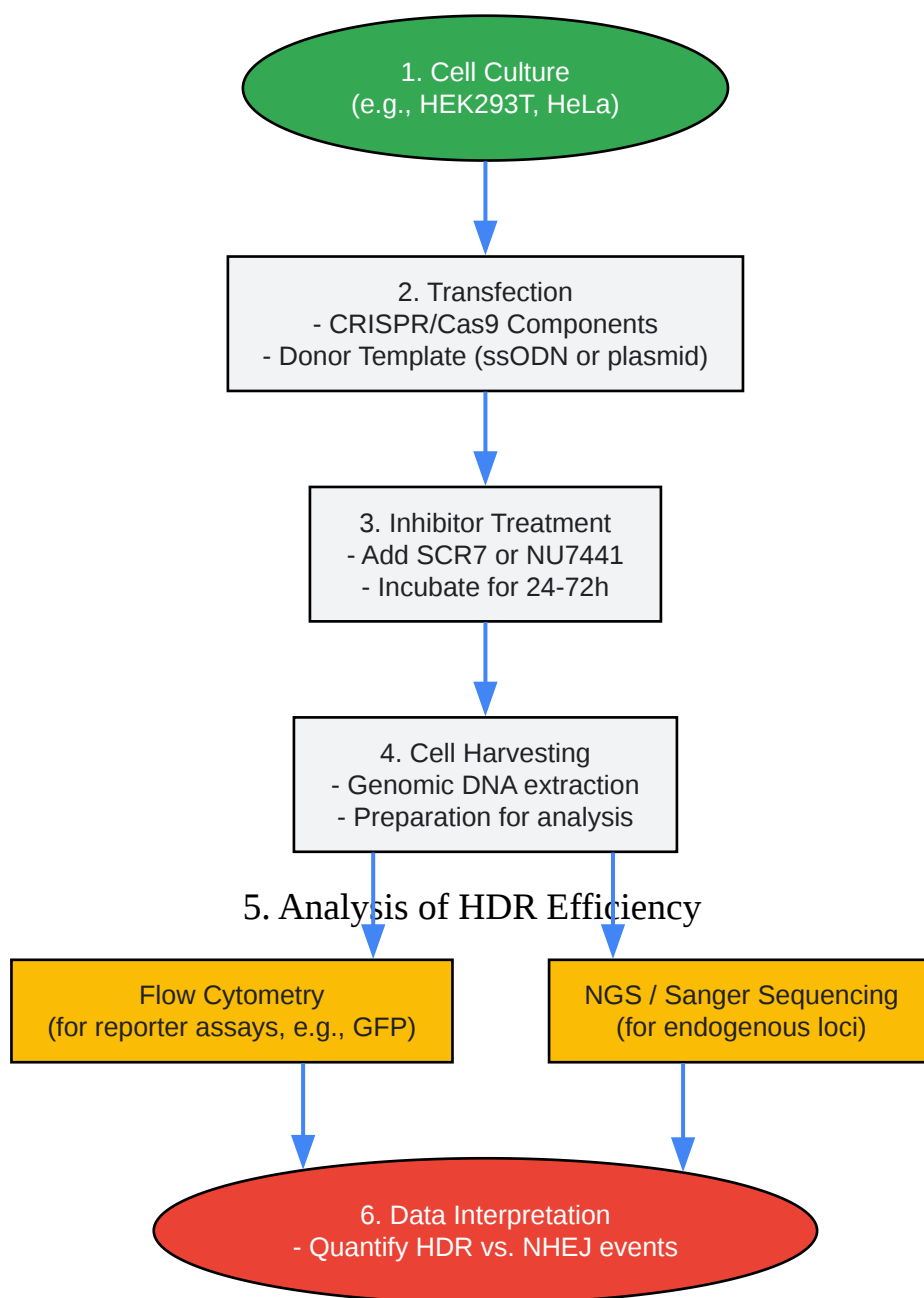 1. Cell Culture
(e.g., HEK293T, HeLa)
2. Transfection
- CRISPR/Cas9 Components
- Donor Template (ssODN or plasmid)
3. Inhibitor Treatment
- Add SCR7 or NU7441
- Incubate for 24-72h
4. Cell Harvesting
- Genomic DNA extraction
- Preparation for analysis
5. Analysis of HDR Efficiency
Flow Cytometry
(for reporter assays, e.g., GFP)
NGS / Sanger Sequencing
(for endogenous loci)
6. Data Interpretation
- Quantify HDR vs. NHEJ events